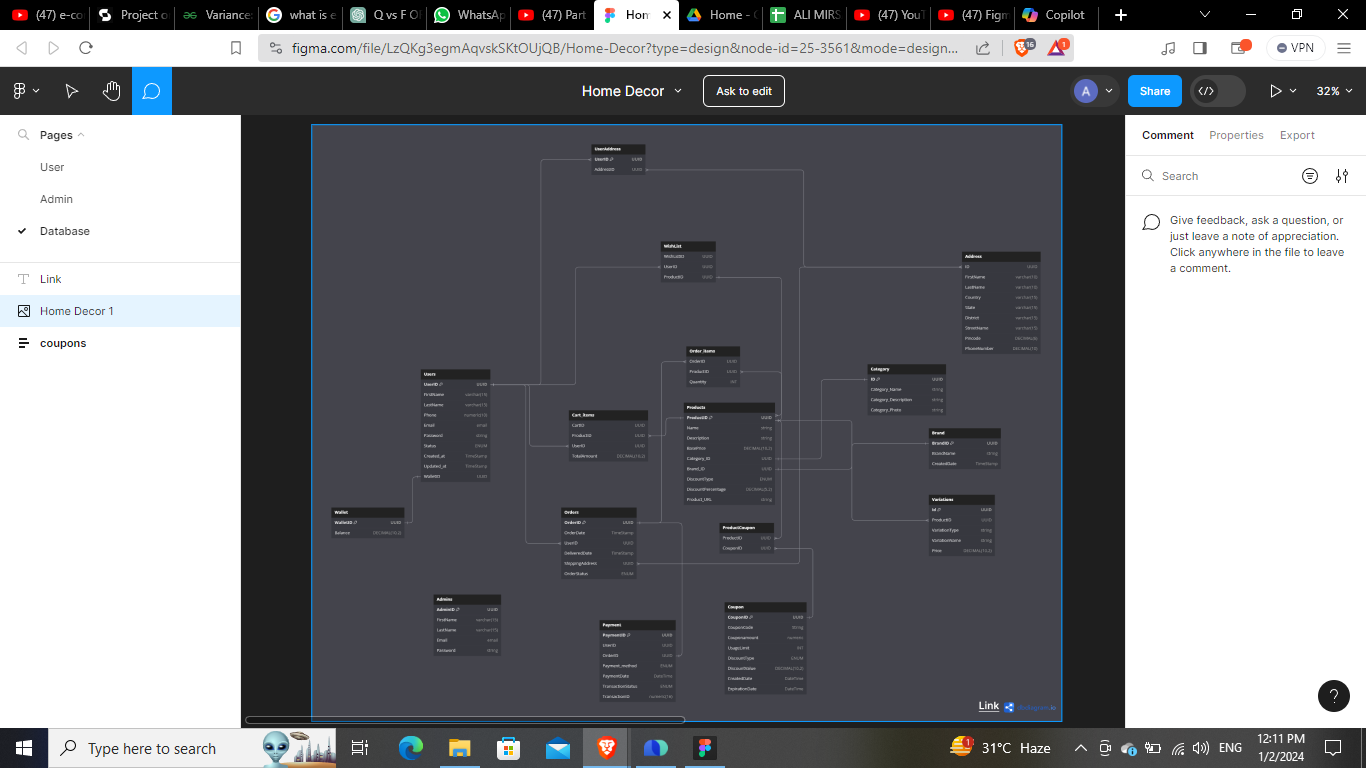 (47) e-co
Project o
Variance
what is e
Q vs F Ol
WhatsAp
(47) Part
Hom
Home - G
ALI MIRS
(47) YouT
(47) Figm
Copilot
figma.com/file/LzQKg3egmAqvskSKtOUjQB/Home-Decor?type=design&node-id=25-3561&mode=design...
16
1
VPN
Home Decor
Ask to edit
A
Share
32%
Pages
User
Admin
Database
Link
Home Decor 1
coupons
Comment
Properties
Export
Search
Give feedback, ask a question, or
just leave a note of appreciation.
Click anywhere in the file to leave
a comment.
UserAddress
UserID UUID
AddressID UUID
WishList
WishListID UUID
UserID UUID
ProductID UUID
Address
ID UUID
FirstName varchar(10)
LastName varchar(10)
Country varchar(15)
State varchar(15)
District varchar(15)
StreetName varchar(15)
Pincode DECIMAL(6)
PhoneNumber DECIMAL(10)
Order_items
OrderID UUID
ProductID UUID
Quantity INT
Category
ID UUID
Category_Name string
Category_Description string
Category_Photo string
Users
UserID UUID
FirstName varchar(15)
LastName varchar(15)
Phone numeric(10)
Email email
Password string
Status ENUM
Created_at TimeStamp
Updated_at TimeStamp
WalletID UUID
Cart_items
CartID UUID
ProductID UUID
UserID UUID
TotalAmount DECIMAL(10,2)
Products
ProductID UUID
Name string
Description string
BasePrice DECIMAL(10,2)
Category_ID UUID
Brand_ID UUID
DiscountType ENUM
DiscountPercentage DECIMAL(5,2)
Product_URL string
Brand
BrandID UUID
BrandName string
CreatedDate TimeStamp
Variations
id UUID
ProductID UUID
VariationType string
VariationName string
Price DECIMAL(10,2)
Wallet
WalletID UUID
Balance DECIMAL(10,2)
Orders
OrderID UUID
OrderDate TimeStamp
UserID UUID
DeliveredDate TimeStamp
ShippingAddress UUID
OrderStatus ENUM
ProductCoupon
ProductID UUID
CouponID UUID
Admins
AdminID UUID
FirstName varchar(15)
LastName varchar(15)
Email email
Password string
Payment
PaymentID UUID
UserID UUID
OrderID UUID
Payment_method ENUM
PaymentDate DateTime
TransactionStatus ENUM
TransactionID
Coupon
CouponID UUID
CouponCode String
CouponAmount numeric
UsageLimit INT
DiscountType ENUM
DiscountValue
CreatedDate DateTime
ExpirationDate DateTime
Link
?
Type here to search
1
31°C Haze
ENG
12:11 PM
1/2/2024